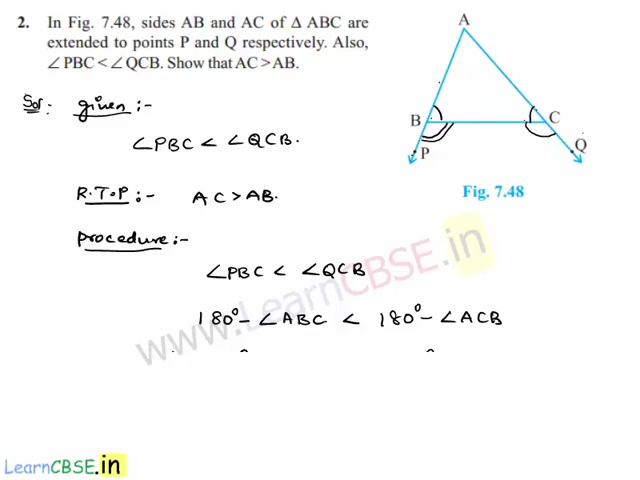 2. In Fig. 7.48, sides AB and AC of Δ ABC are
extended to points P and Q respectively. Also,
∠ PBC < ∠ QCB. Show that AC > AB.
A
B
C
P
Q
Fig. 7.48
Sol:
given :-
∠PBC < ∠QCB.
R.T.P :- AC > AB.
Procedure :-
∠PBC < ∠QCB
180° - ∠ABC < 180° - ∠ACB
www.LearnCBSE.in
LearnCBSE.in